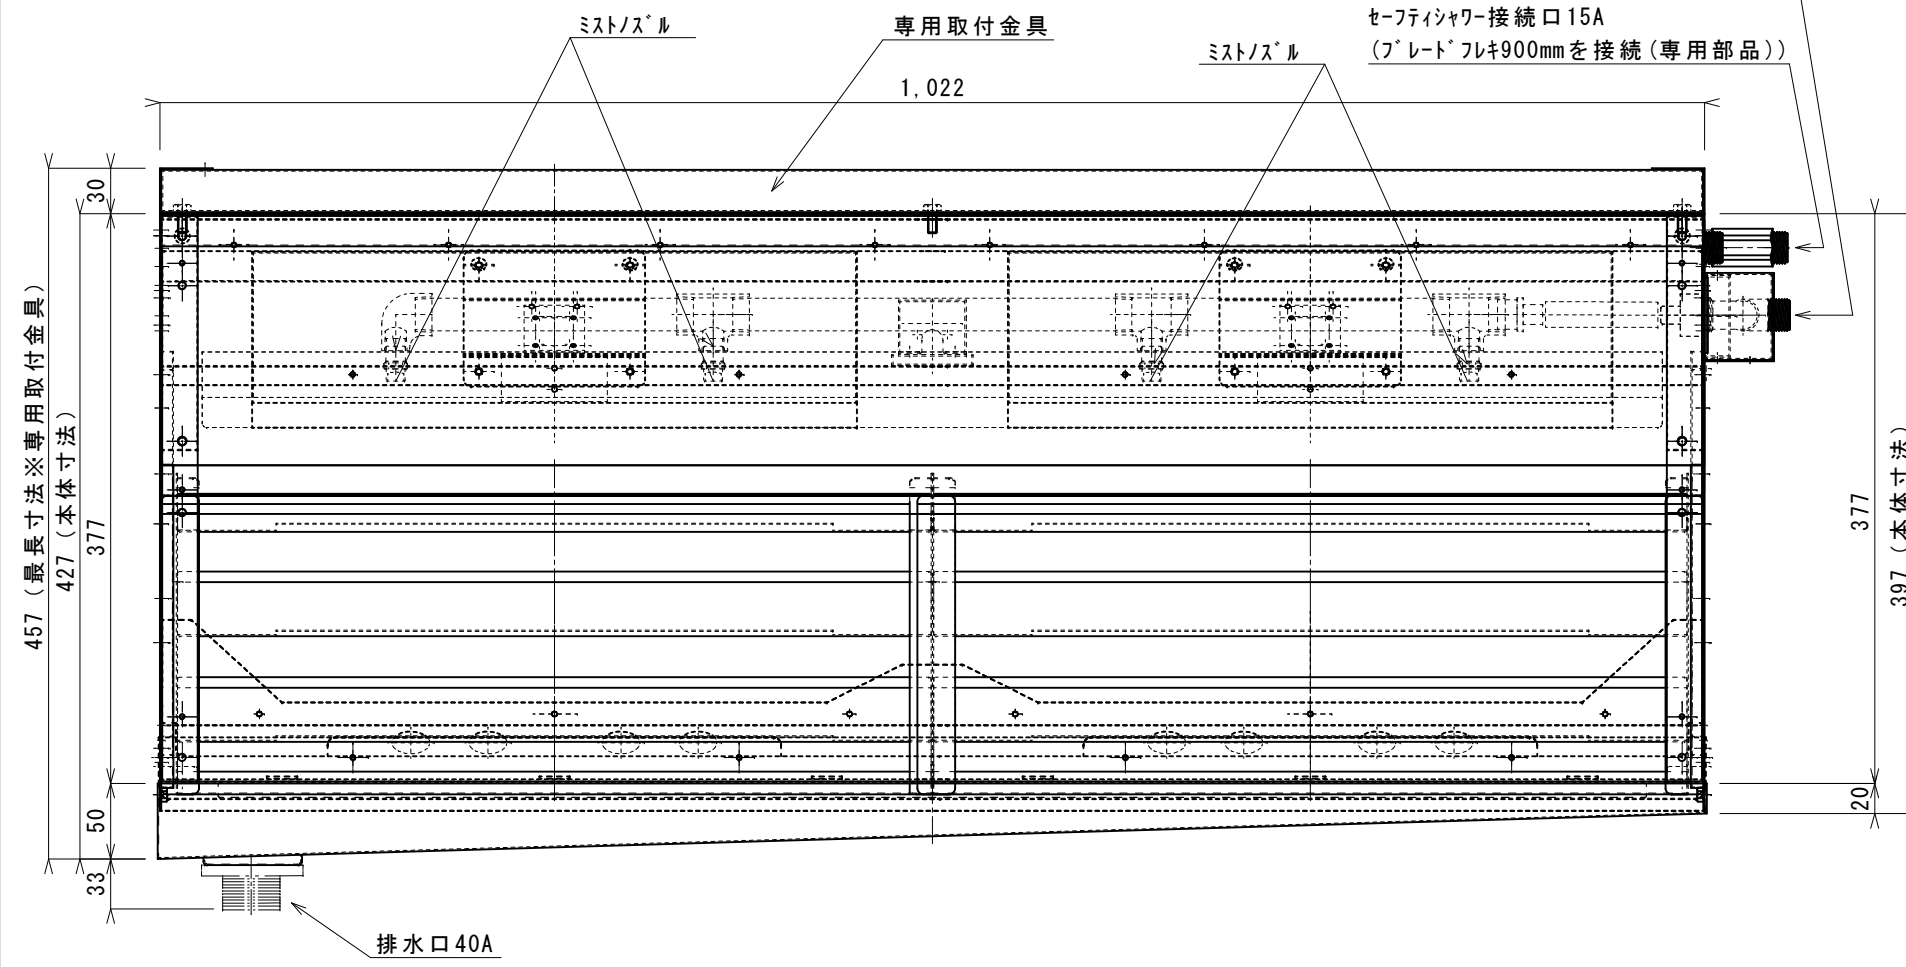 ミストノズル
専用取付金具
セーフティシャワー接続口15A
(ブレードフレキ900mmを接続(専用部品))
ミストノズル
1,022
30
457(最長寸法※専用取付金具)
427(本体寸法)
377
377
397(本体寸法)
50
20
33
排水口40A